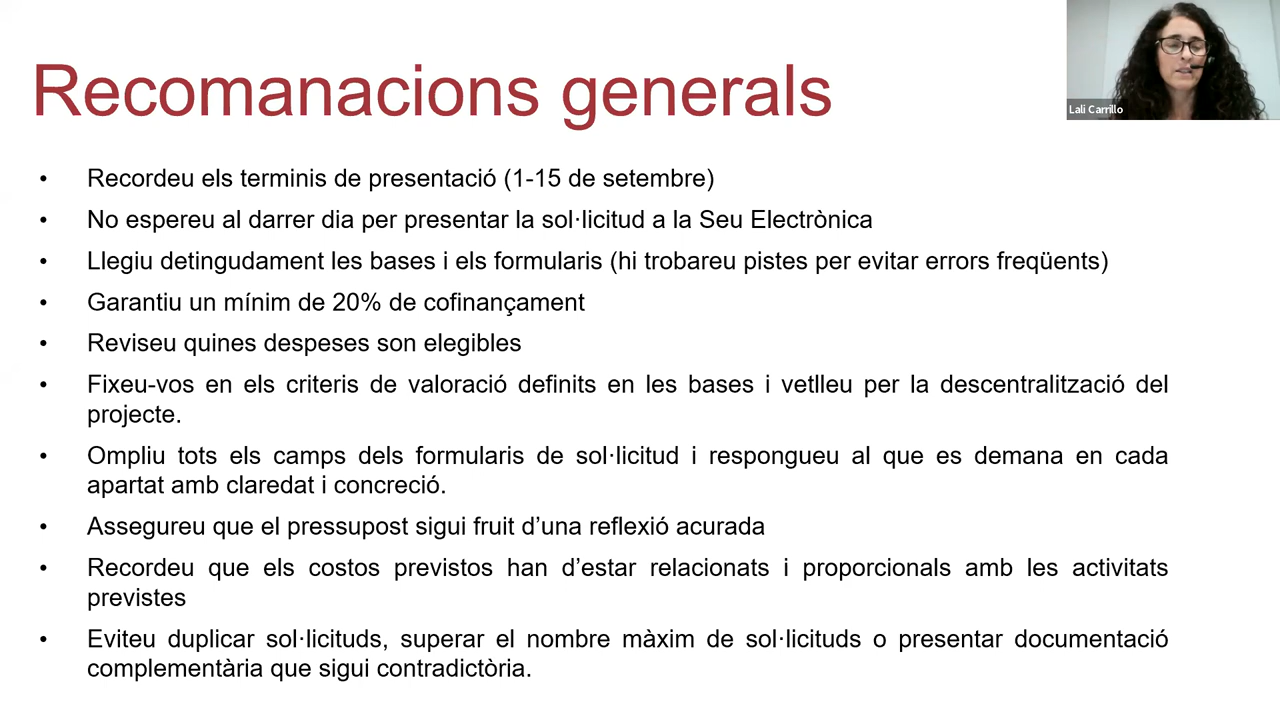 Recomanacions generals
Lali Carrillo
• Recordeu els terminis de presentació (1-15 de setembre)
• No espereu al darrer dia per presentar la sol·licitud a la Seu Electrònica
• Llegiu detingudament les bases i els formularis (hi trobareu pistes per evitar errors freqüents)
• Garantiu un mínim de 20% de cofinançament
• Reviseu quines despeses son elegibles
• Fixeu-vos en els criteris de valoració definits en les bases i vetlleu per la descentralització del
projecte.
• Ompliu tots els camps dels formularis de sol·licitud i respongueu al que es demana en cada
apartat amb claredat i concreció.
• Assegureu que el pressupost sigui fruit d’una reflexió acurada
• Recordeu que els costos previstos han d’estar relacionats i proporcionals amb les activitats
previstes
• Eviteu duplicar sol·licituds, superar el nombre màxim de sol·licituds o presentar documentació
complementària que sigui contradictòria.